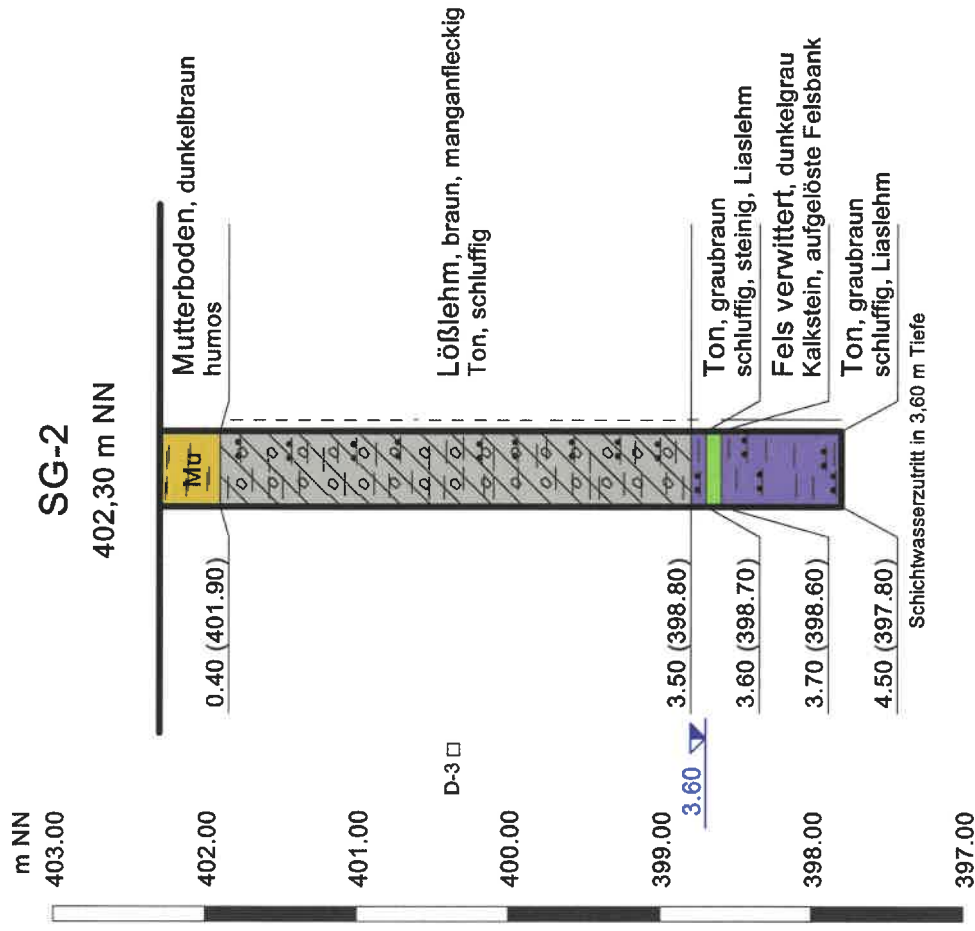 SG-2
402,30 m NN
m NN
403.00
402.00
401.00
400.00
399.00
398.00
397.00
D-3
3.60
0.40 (401.90)
3.50 (398.80)
3.60 (398.70)
3.70 (398.60)
4.50 (397.80)
Mu
Mutterboden, dunkelbraun
humos
Lößlehm, braun, manganfleckig
Ton, schluffig
Ton, graubraun
schluffig, steinig, Liaslehm
Fels verwittert, dunkelgrau
Kalkstein, aufgelöste Felsbank
Ton, graubraun
schluffig, Liaslehm
Schichtwasserzutritt in 3,60 m Tiefe